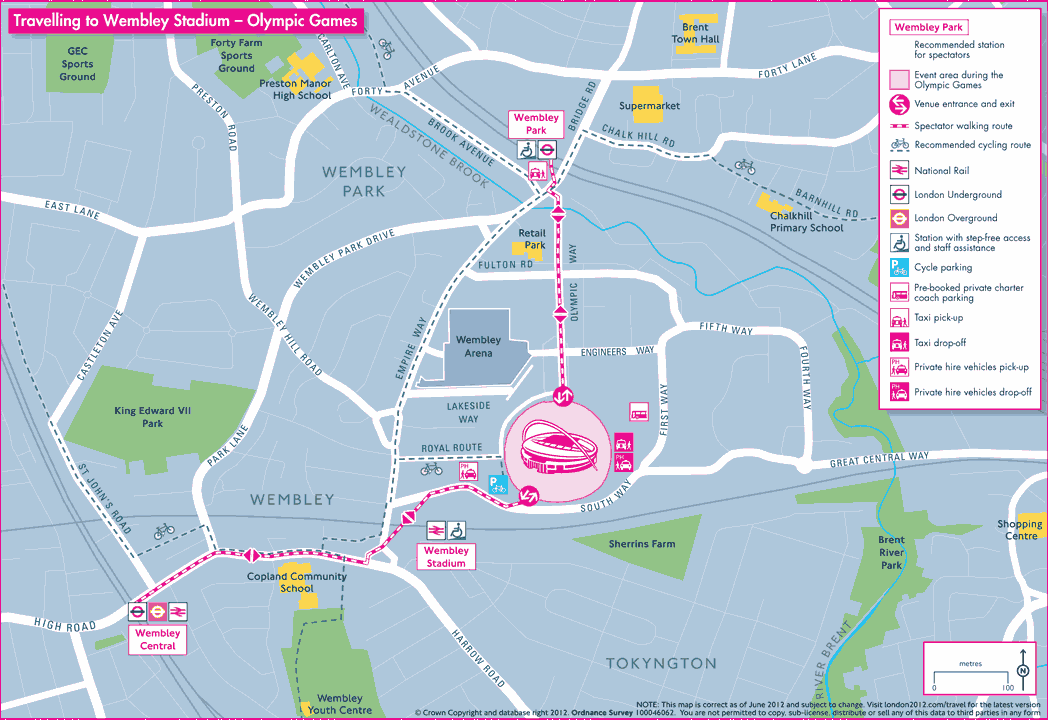 Travelling to Wembley Stadium – Olympic Games
GEC
Sports
Ground
Forty Farm
Sports
Ground
Preston Manor
High School
CARLTON AVE
FORTY AVENUE
PRESTON ROAD
BROOK AVENUE
WEALDSTONE BROOK
WEMBLEY
PARK
Brent
Town Hall
FORTY LANE
Supermarket
BRIDGE RD
CHALK HILL RD
BARNHILL RD
Chalkhill
Primary School
Wembley
Park
EAST LANE
WEMBLEY PARK DRIVE
Retail
Park
FULTON RD
OLYMPIC WAY
WEMBLEY HILL ROAD
CASTLETON AVE
EMPIRE WAY
Wembley
Arena
ENGINEERS WAY
FIFTH WAY
FOURTH WAY
FIRST WAY
LAKESIDE
WAY
King Edward VII
Park
PARK LANE
ROYAL ROUTE
PH
P
PH
SOUTH WAY
GREAT CENTRAL WAY
ST. JOHN'S ROAD
WEMBLEY
Wembley
Stadium
Sherrins Farm
Brent
River
Park
Shopping
Centre
Copland Community
School
HIGH ROAD
Wembley
Central
HARROW ROAD
TOKYNGTON
RIVER BRENT
Wembley
Youth Centre
Wembley Park
Recommended station
for spectators
Event area during the
Olympic Games
Venue entrance and exit
Spectator walking route
Recommended cycling route
National Rail
London Underground
London Overground
Station with step-free access
and staff assistance
P
Cycle parking
Pre-booked private charter
coach parking
Taxi pick-up
Taxi drop-off
PH
Private hire vehicles pick-up
PH
Private hire vehicles drop-off
metres
0 100
N
NOTE: This map is correct as of June 2012 and subject to change. Visit london2012.com/travel for the latest version
© Crown Copyright and database right 2012. Ordnance Survey 100046062. You are not permitted to copy, sub-license, distribute or sell any of this data to third parties in any form